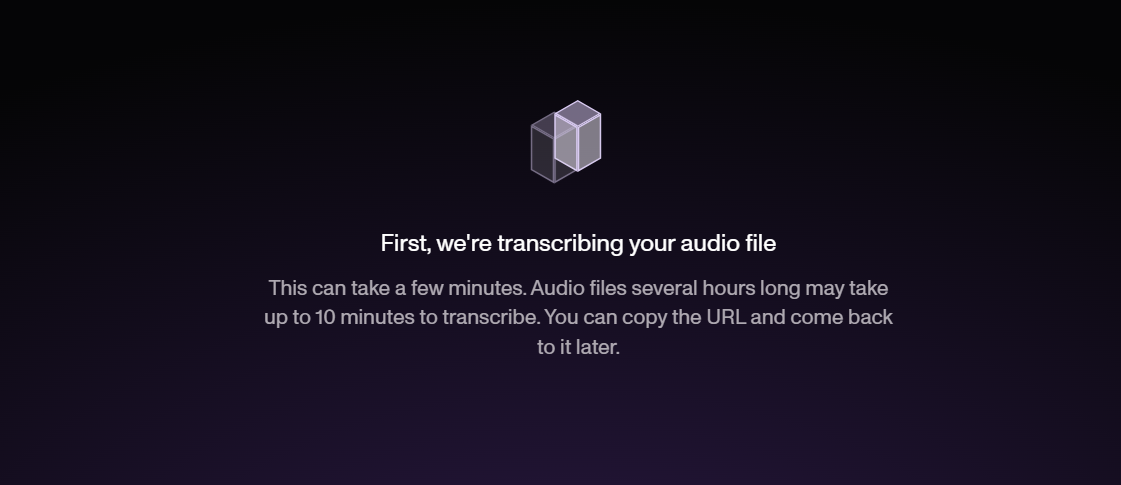 First, we're transcribing your audio file
This can take a few minutes. Audio files several hours long may take
up to 10 minutes to transcribe. You can copy the URL and come back
to it later.